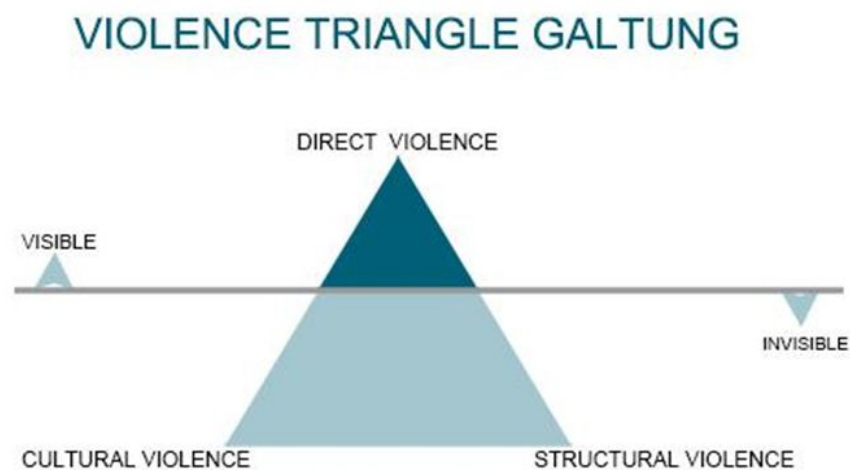 VIOLENCE TRIANGLE GALTUNG
DIRECT VIOLENCE
VISIBLE
INVISIBLE
CULTURAL VIOLENCE
STRUCTURAL VIOLENCE